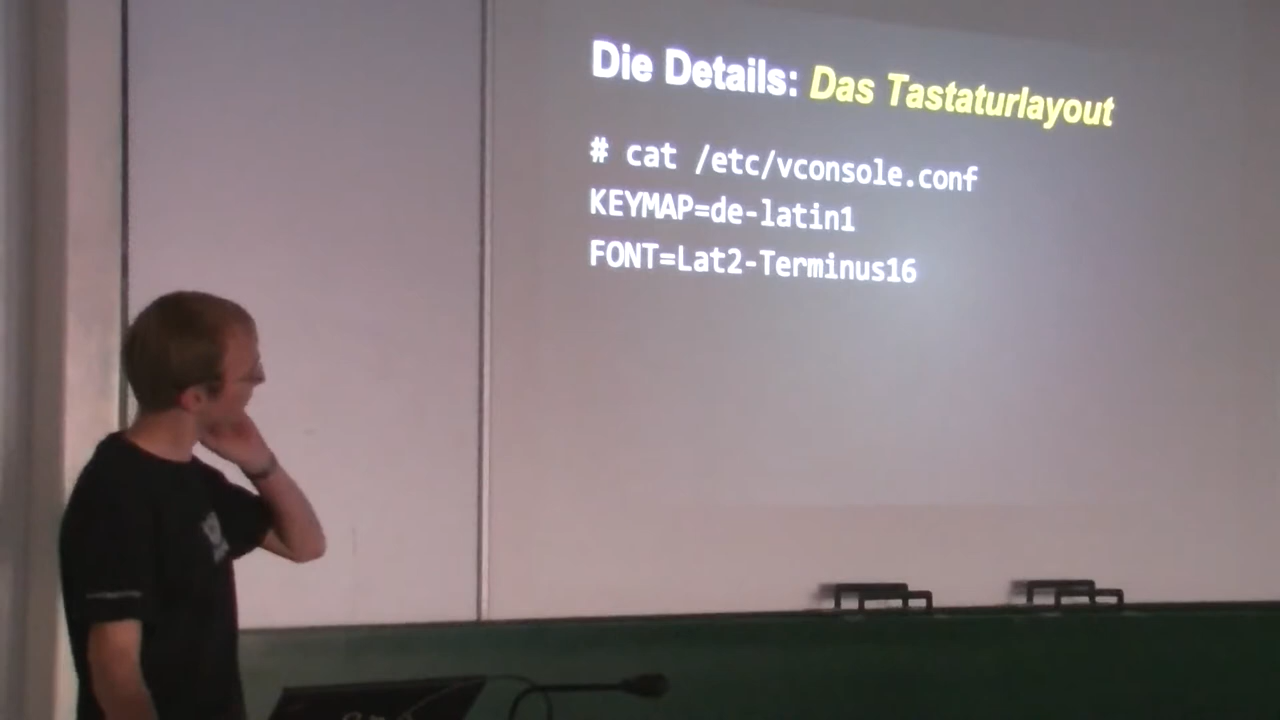 Die Details: Das Tastaturlayout
# cat /etc/vconsole.conf
KEYMAP=de-latin1
FONT=Lat2-Terminus16